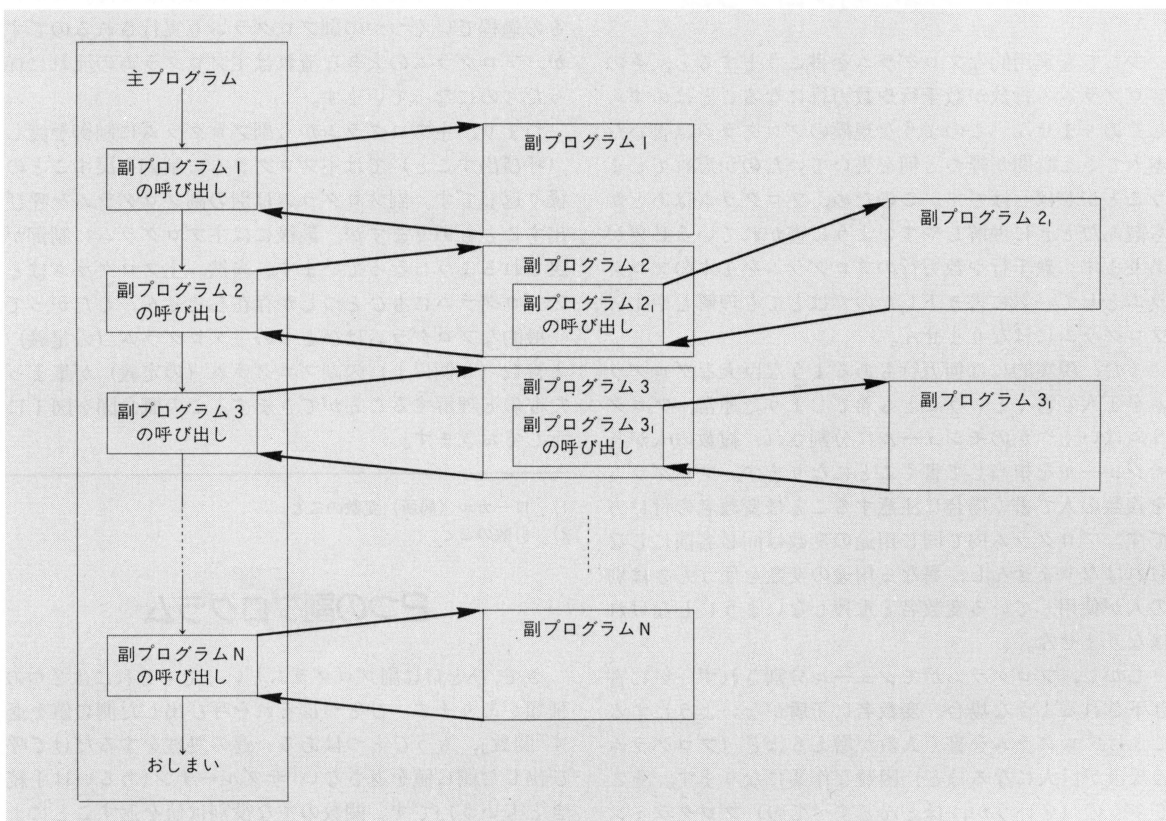 主プログラム
副プログラム1
の呼び出し
副プログラム1
副プログラム2
の呼び出し
副プログラム2
副プログラム
2₁の呼び出し
副プログラム2₁
副プログラム3
の呼び出し
副プログラム3
副プログラム3₁
の呼び出し
副プログラム3₁
副プログラムN
の呼び出し
副プログラムN
おしまい